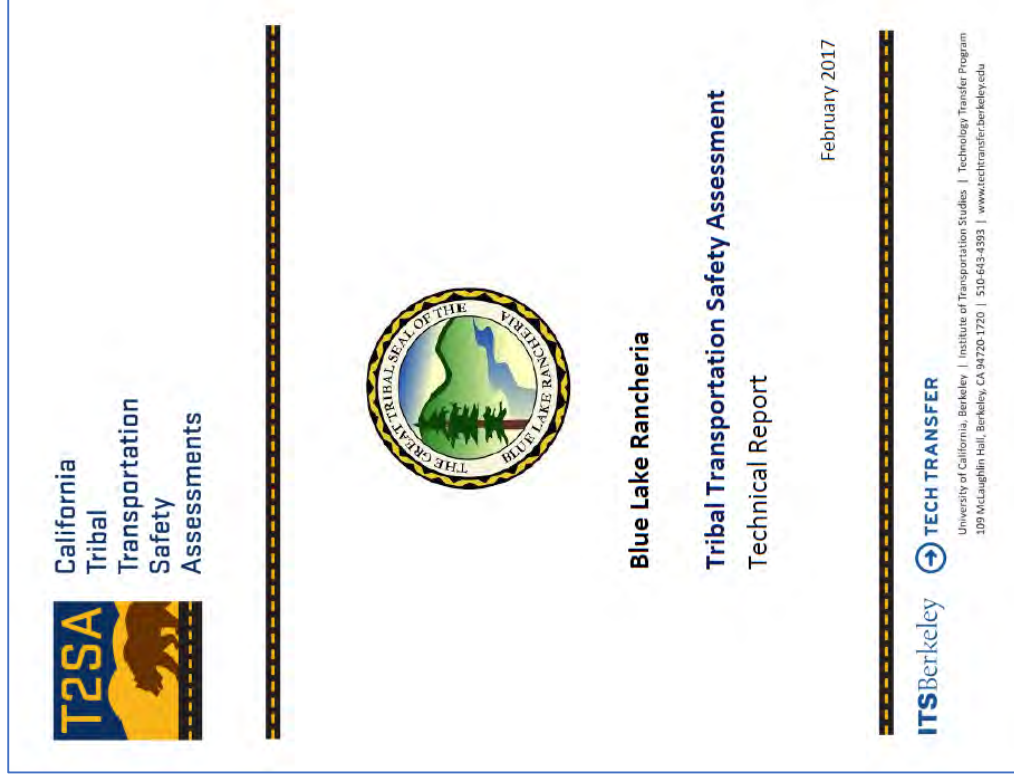 T2SA
California
Tribal
Transportation
Safety
Assessments
THE GREAT TRIBAL SEAL OF THE
BLUE LAKE RANCHERIA
Blue Lake Rancheria
Tribal Transportation Safety Assessment
Technical Report
February 2017
ITSBerkeley TECH TRANSFER
University of California, Berkeley | Institute of Transportation Studies | Technology Transfer Program
109 McLaughlin Hall, Berkeley, CA 94720-1720 | 510-643-4393 | www.techtransfer.berkeley.edu